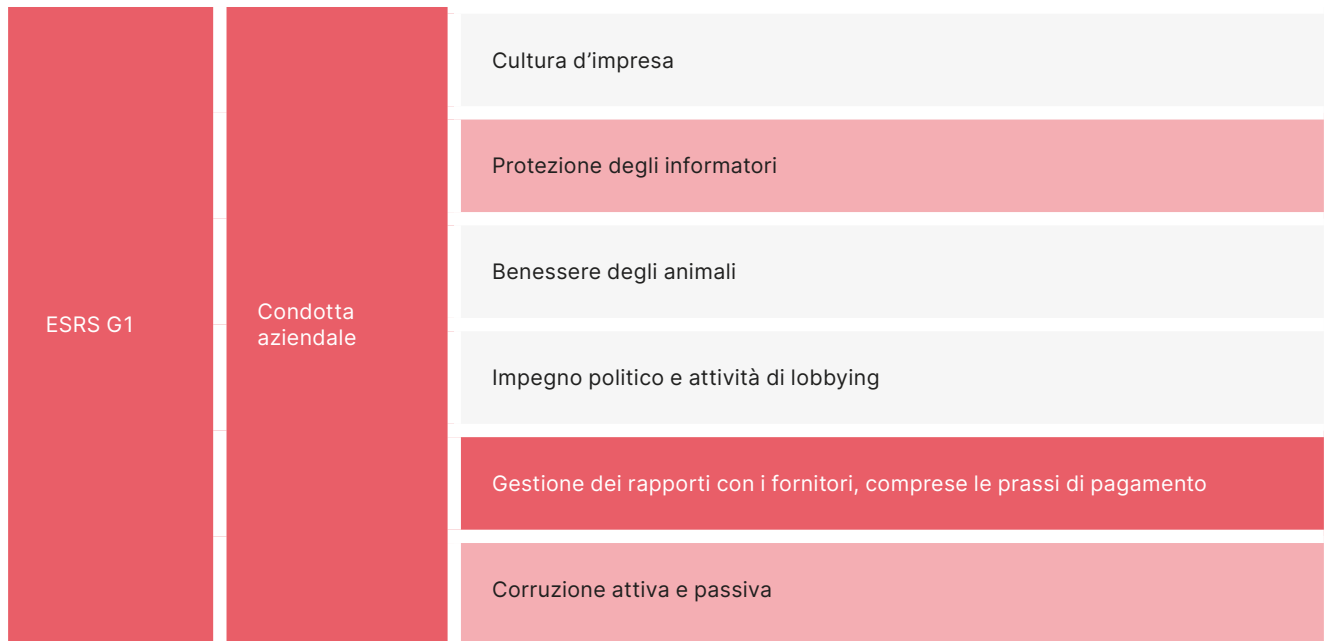 ESRS G1
Condotta
aziendale
Cultura d’impresa
Protezione degli informatori
Benessere degli animali
Impegno politico e attività di lobbying
Gestione dei rapporti con i fornitori, comprese le prassi di pagamento
Corruzione attiva e passiva